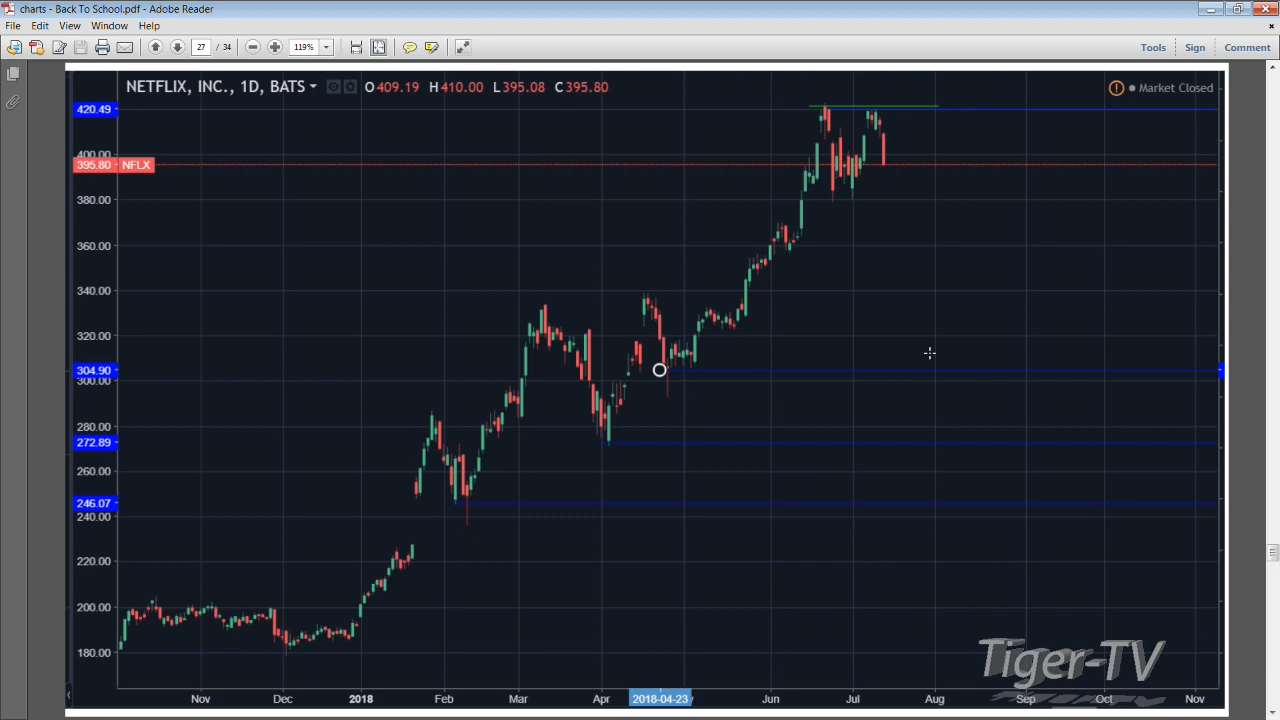 charts - Back To School.pdf - Adobe Reader
File Edit View Window Help
27 / 34 119% Tools Sign Comment
NETFLIX, INC., 1D, BATS O409.19 H410.00 L395.08 C395.80 Market Closed
420.49
400.00
395.80 NFLX
380.00
360.00
340.00
320.00
304.90
300.00
280.00
272.89
260.00
246.07
240.00
220.00
200.00
180.00
Tiger-TV
Nov Dec 2018 Feb Mar Apr 2018-04-23 Jun Jul Aug Sep Oct Nov